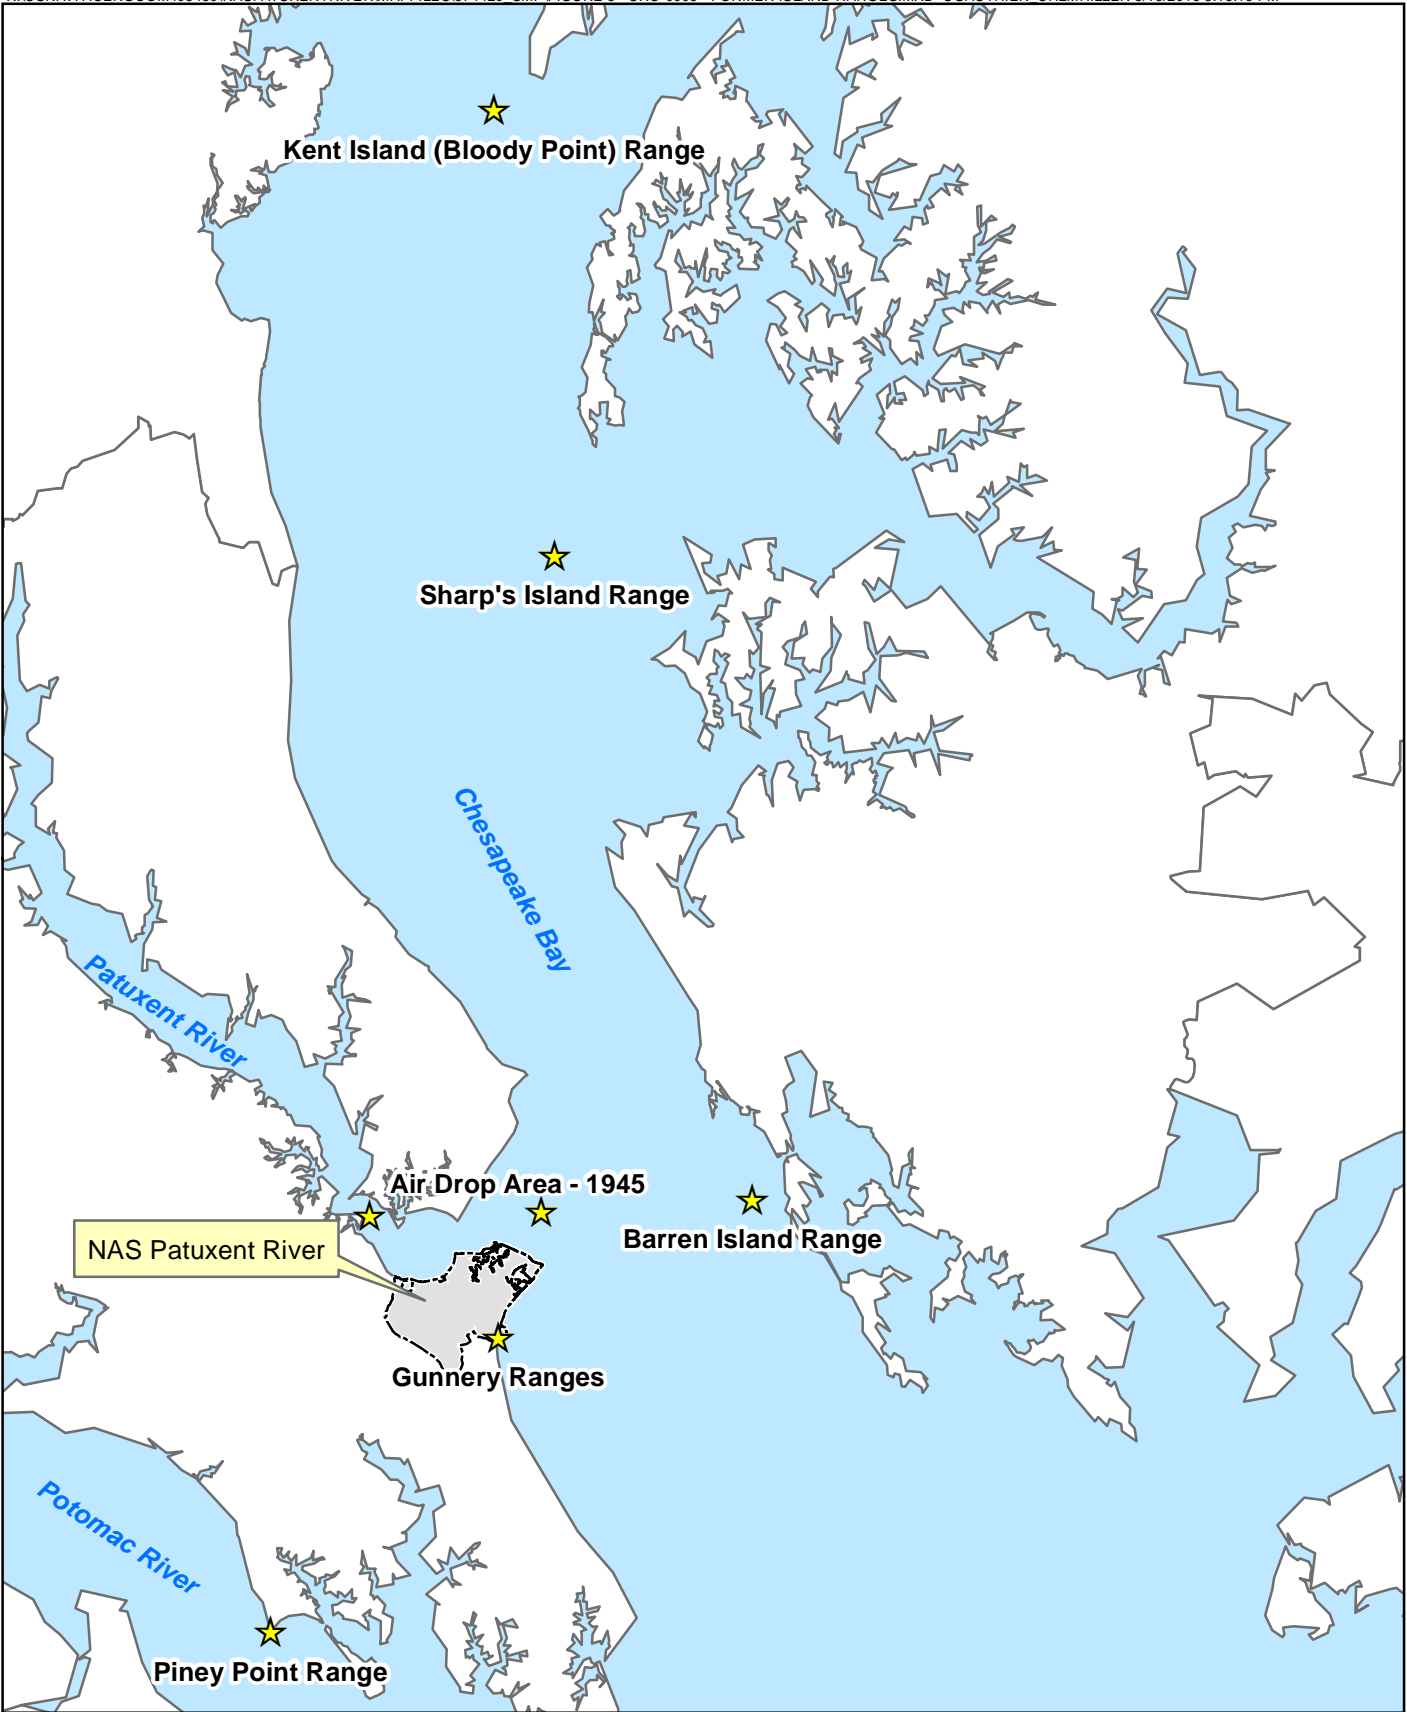 Kent Island (Bloody Point) Range
Sharp's Island Range
Chesapeake Bay
Patuxent River
Air Drop Area - 1945
Barren Island Range
NAS Patuxent River
Gunnery Ranges
Potomac River
Piney Point Range